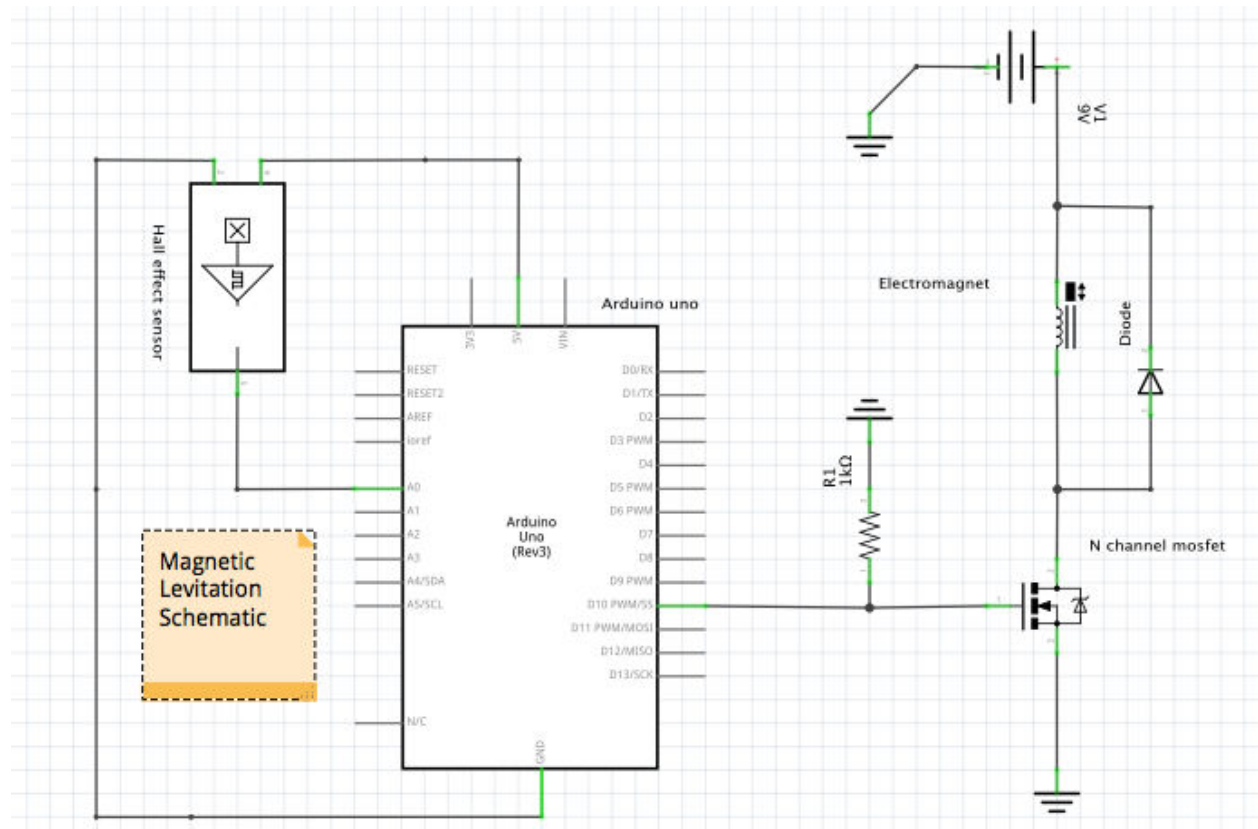 V1
9V
Hall effect sensor
Electromagnet
Diode
Arduino uno
3V3
5V
VIN
RESET
RESET2
AREF
ioref
A0
A1
A2
A3
A4/SDA
A5/SCL
N/C
Arduino
Uno
(Rev3)
D0/RX
D1/TX
D2
D3 PWM
D4
D5 PWM
D6 PWM
D7
D8
D9 PWM
D10 PWM/SS
D11 PWM/MOSI
D12/MISO
D13/SCK
GND
R1
1kΩ
N channel mosfet
Magnetic
Levitation
Schematic